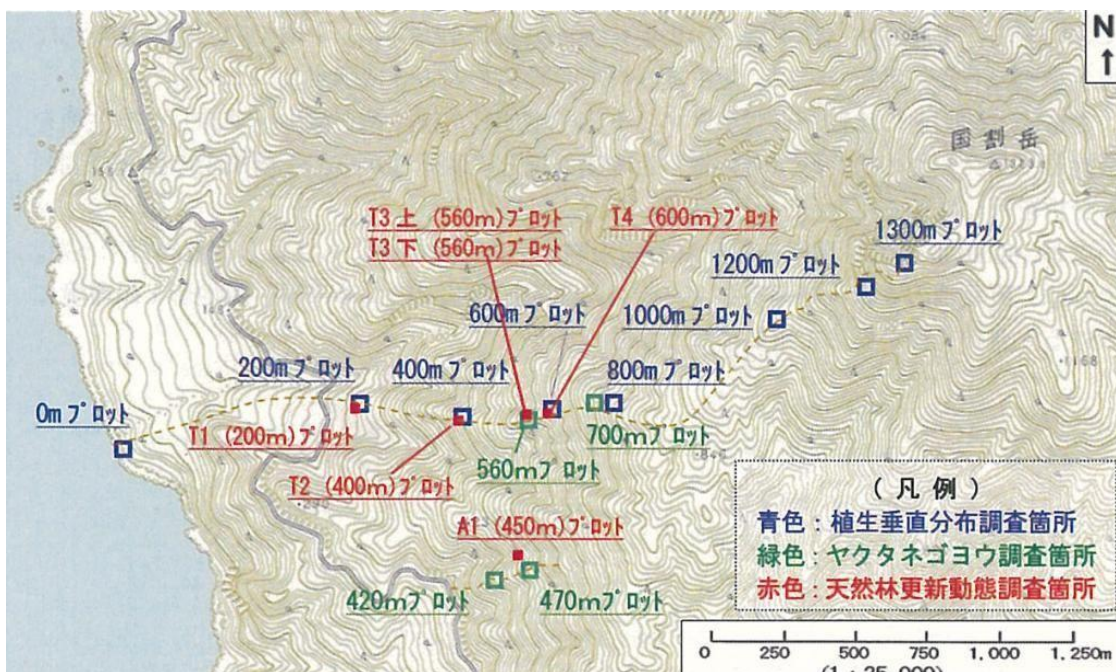 N
国割岳
T3 上 (560m)プロット
T3 下 (560m)プロット
T4 (600m)プロット
1300mプロット
1200mプロット
600mプロット
1000mプロット
200mプロット
400mプロット
800mプロット
0mプロット
T1 (200m)プロット
700mプロット
560mプロット
T2 (400m)プロット
A1 (450m)プロット
420mプロット
470mプロット
(凡例)
青色:植生垂直分布調査箇所
緑色:ヤクタネゴヨウ調査箇所
赤色:天然林更新動態調査箇所
0 250 500 750 1,000 1,250m
(1:25,000)